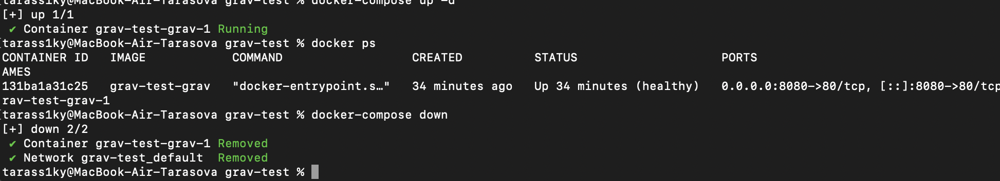 tarass1ky@MacBook-Air-Tarasova grav-test % docker-compose up -d
[+] up 1/1
✔ Container grav-test-grav-1 Running
tarass1ky@MacBook-Air-Tarasova grav-test % docker ps
CONTAINER ID   IMAGE            COMMAND                  CREATED          STATUS                    PORTS
AMES
131ba1a31c25   grav-test-grav   "docker-entrypoint.s…"   34 minutes ago   Up 34 minutes (healthy)   0.0.0.0:8080->80/tcp, [::]:8080->80/tcp
rav-test-grav-1
tarass1ky@MacBook-Air-Tarasova grav-test % docker-compose down
[+] down 2/2
✔ Container grav-test-grav-1 Removed
✔ Network grav-test_default  Removed
tarass1ky@MacBook-Air-Tarasova grav-test %